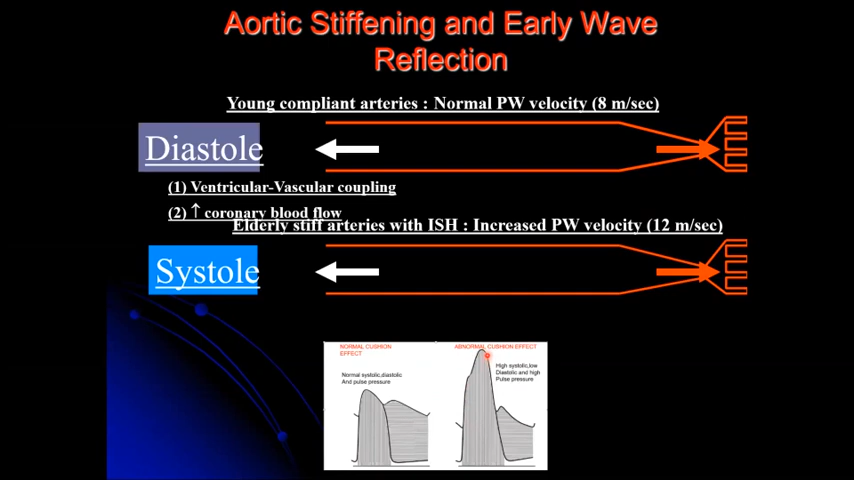 Aortic Stiffening and Early Wave
Reflection
Young compliant arteries : Normal PW velocity (8 m/sec)
Diastole
(1) Ventricular-Vascular coupling
(2) ↑ coronary blood flow
Elderly stiff arteries with ISH : Increased PW velocity (12 m/sec)
Systole
NORMAL CUSHION
EFFECT
Normal systolic,diastolic
And pulse pressure
ABNORMAL CUSHION EFFECT
High systolic,low
Diastolic and high
Pulse pressure